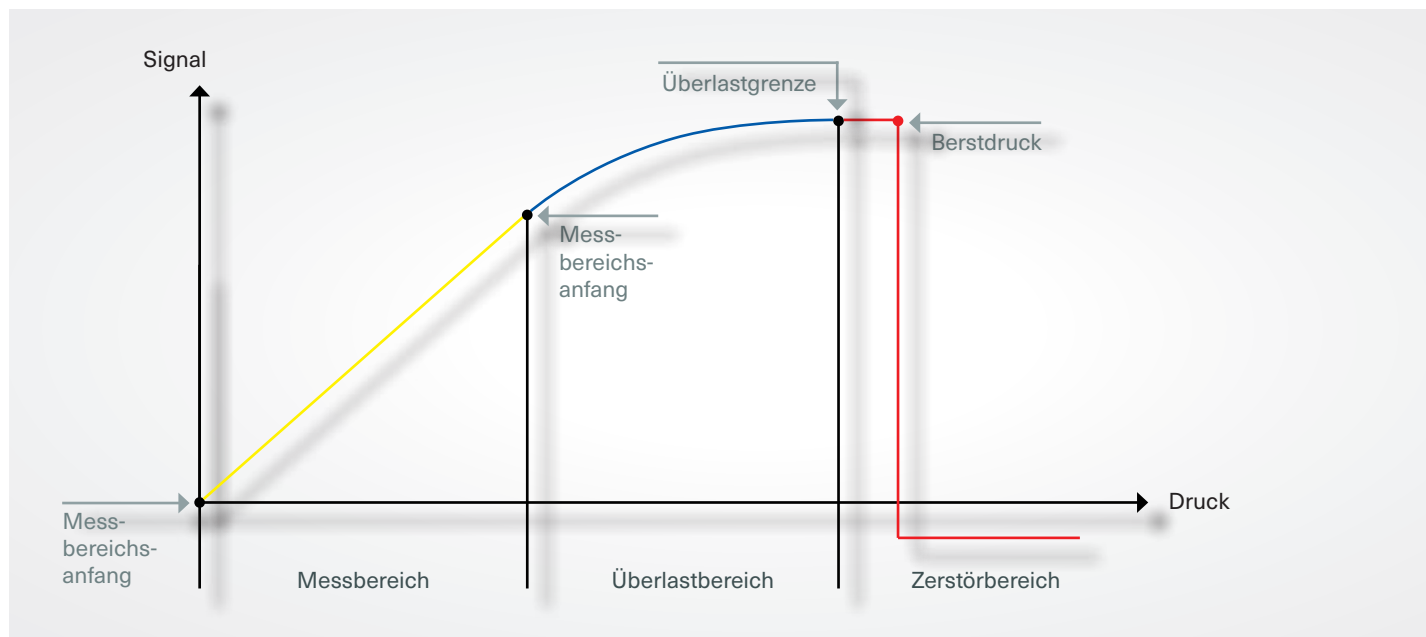 Signal
Überlastgrenze
Berstdruck
Mess-
bereichs-
anfang
Druck
Mess-
bereichs-
anfang
Messbereich
Überlastbereich
Zerstörbereich